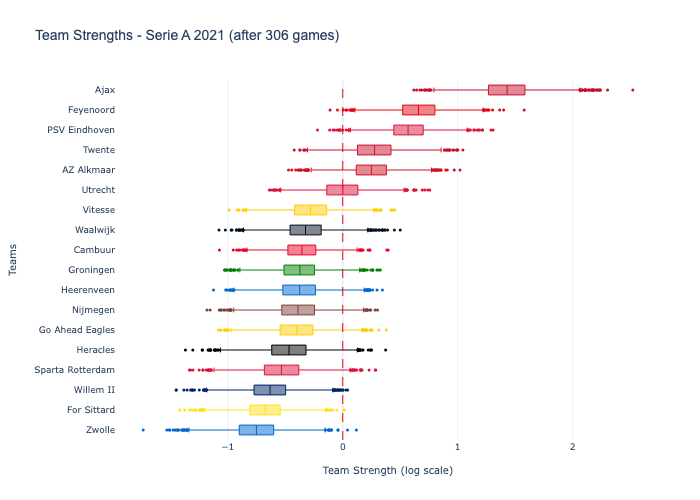 Team Strengths - Serie A 2021 (after 306 games)
Ajax
Feyenoord
PSV Eindhoven
Twente
AZ Alkmaar
Utrecht
Vitesse
Waalwijk
Cambuur
Groningen
Heerenveen
Nijmegen
Go Ahead Eagles
Heracles
Sparta Rotterdam
Willem II
For Sittard
Zwolle
Teams
−1 0 1 2
Team Strength (log scale)